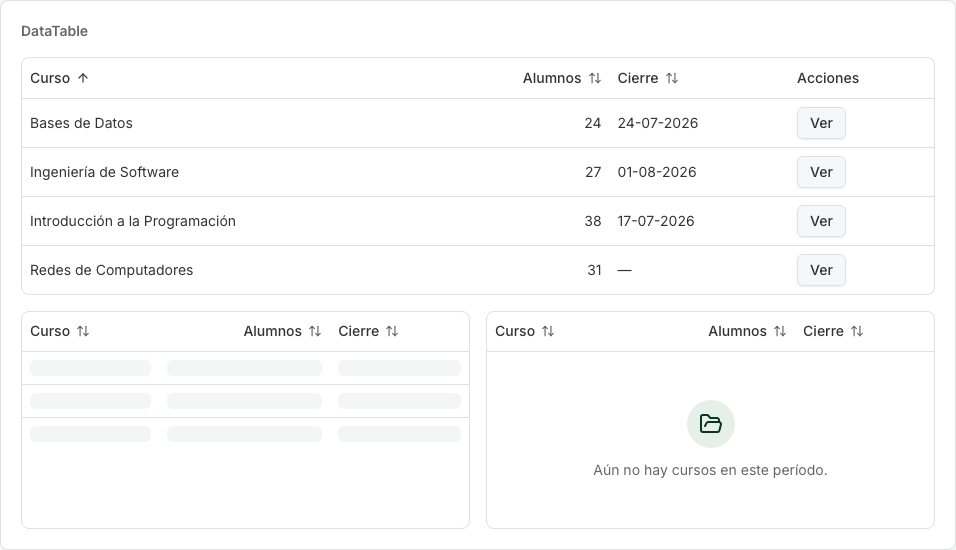 DataTable
Curso Alumnos Cierre Acciones
Bases de Datos 24 24-07-2026 Ver
Ingeniería de Software 27 01-08-2026 Ver
Introducción a la Programación 38 17-07-2026 Ver
Redes de Computadores 31 — Ver
Curso Alumnos Cierre
Curso Alumnos Cierre
Aún no hay cursos en este período.